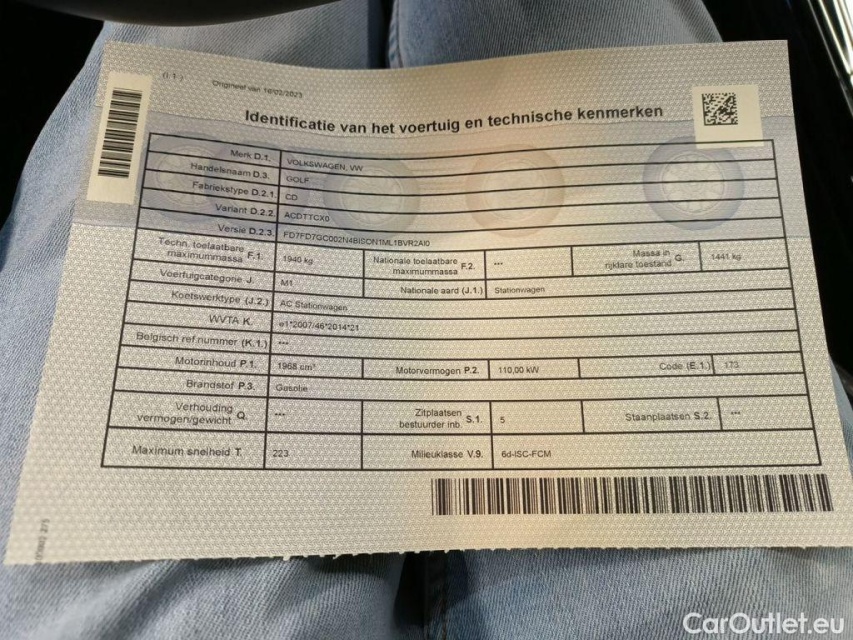 (I 1)
Origineel van 16/02/2023
Identificatie van het voertuig en technische kenmerken
Merk D.1. VOLKSWAGEN, VW
Handelsnaam D.3. GOLF
Fabriekstype D.2.1. CD
Variant D.2.2. ACDTTCX0
Versie D.2.3. FD7FD7GC002N4BISON1ML1BVR2AI0
Techn. toelaatbare maximummassa F.1. 1940 kg Nationale toelaatbare maximummassa F.2. --- Massa in rijklare toestand G. 1441 kg
Voertuigcategorie J. M1 Nationale aard (J.1.) Stationwagen
Koetswerktype (J.2.) AC Stationwagen
WVTA K. e1*2007/46*2014*21
Belgisch ref.nummer (K.1.) ---
Motorinhoud P.1. 1968 cm³ Motorvermogen P.2. 110,00 kW Code (E.1.) 173
Brandstof P.3. Gasolie
Verhouding vermogen/gewicht Q. --- Zitplaatsen bestuurder inb. S.1. 5 Staanplaatsen S.2. ---
Maximum snelheid T. 223 Milieuklasse V.9. 6d-ISC-FCM
CarOutlet.eu